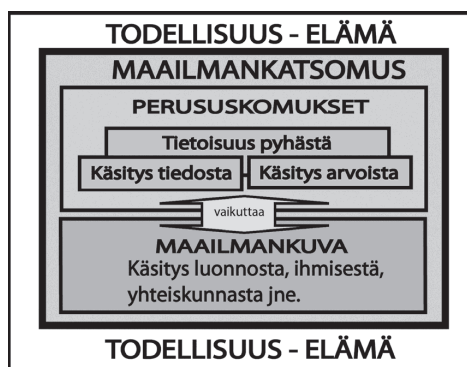 TODELLISUUS - ELÄMÄ
MAAILMANKATSOMUS
PERUSUSKOMUKSET
Tietoisuus pyhästä
Käsitys tiedosta
Käsitys arvoista
vaikuttaa
MAAILMANKUVA
Käsitys luonnosta, ihmisestä,
yhteiskunnasta jne.
TODELLISUUS - ELÄMÄ